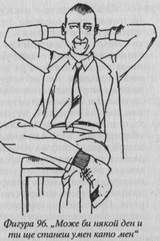 Фигура 96. „Може би някой ден и
ти ще станеш умен като мен“